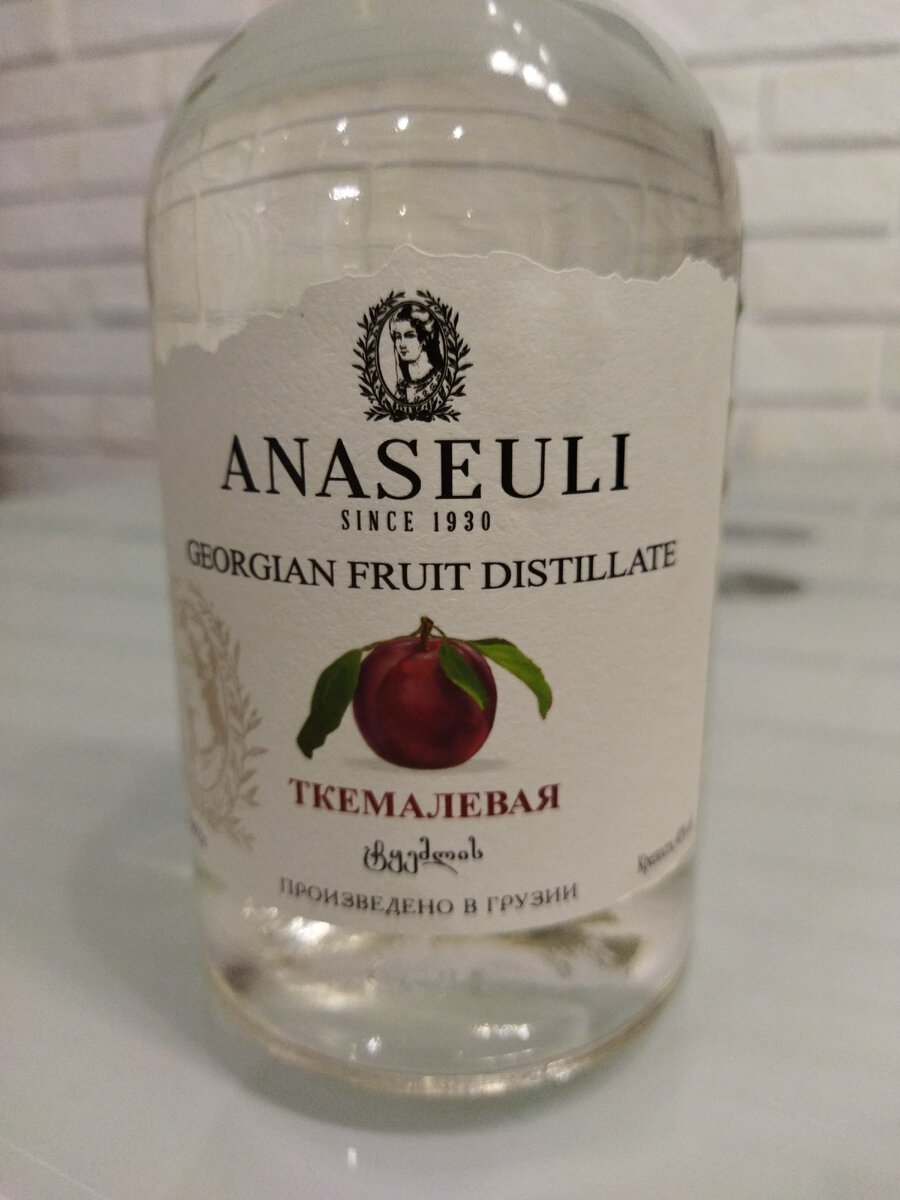 ANASEULI
SINCE 1930
GEORGIAN FRUIT DISTILLATE
ТКЕМАЛЕВАЯ
ტყემლის
ПРОИЗВЕДЕНО В ГРУЗИИ